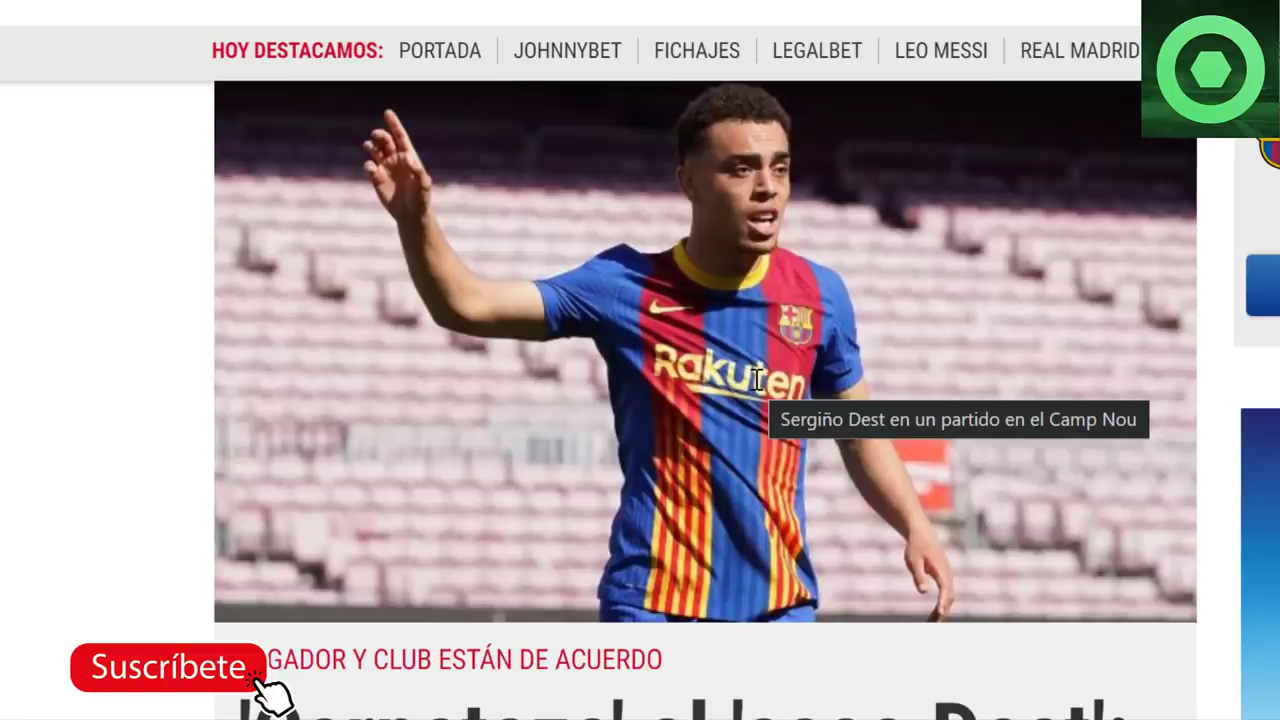 HOY DESTACAMOS: PORTADA JOHNNYBET FICHAJES LEGALBET LEO MESSI REAL MADRID
Rakuten
Sergiño Dest en un partido en el Camp Nou
GADOR Y CLUB ESTÁN DE ACUERDO
Suscríbete